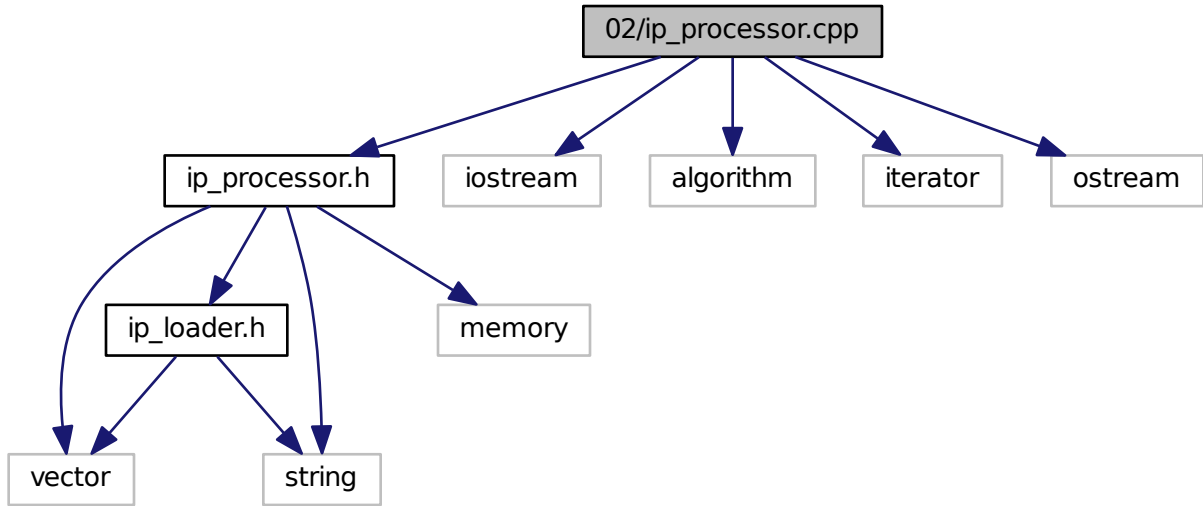 02/ip_processor.cpp
ip_processor.h
iostream
algorithm
iterator
ostream
ip_loader.h
memory
vector
string